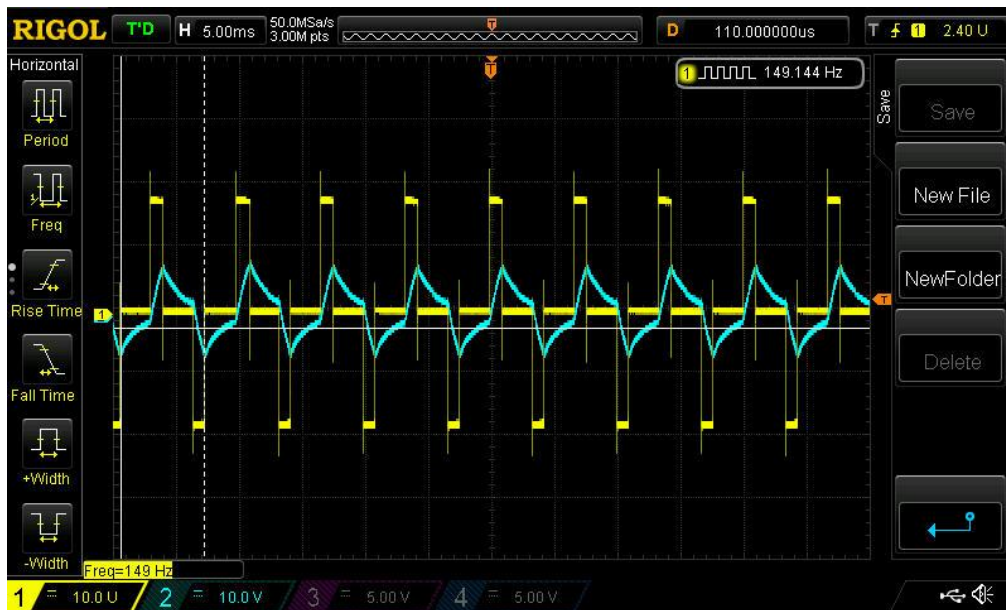 RIGOL T'D H 5.00ms 50.0MSa/s 3.00M pts T D 110.000000us T 1 2.40 U
Horizontal
Period
Freq
Rise Time
Fall Time
+Width
-Width
T
1 149.144 Hz
1
T
Save
Save
New File
NewFolder
Delete
Freq=149 Hz
1 = 10.0 U 2 = 10.0 V 3 = 5.00 V 4 = 5.00 V